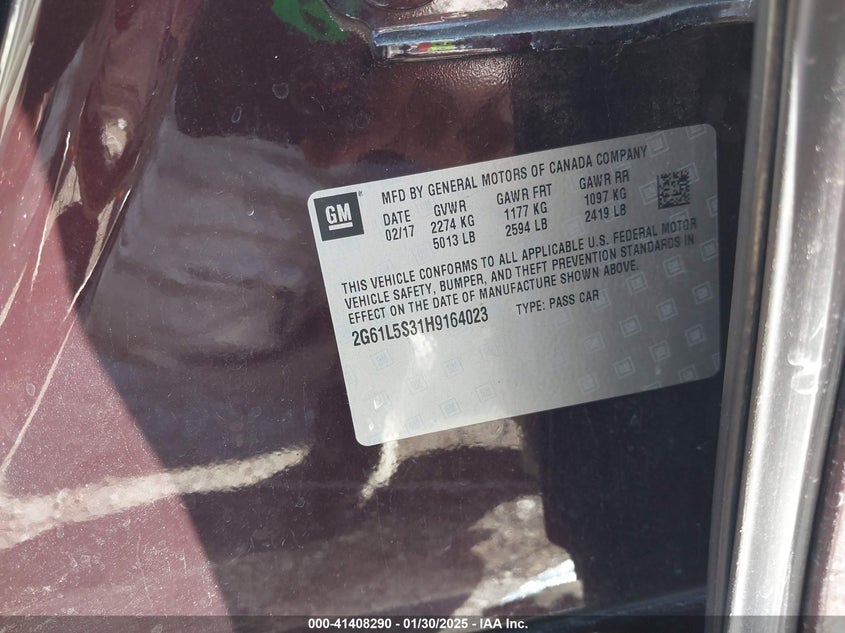 GM
MFD BY GENERAL MOTORS OF CANADA COMPANY
DATE GVWR GAWR FRT GAWR RR
02/17 2274 KG 1177 KG 1097 KG
5013 LB 2594 LB 2419 LB
THIS VEHICLE CONFORMS TO ALL APPLICABLE U.S. FEDERAL MOTOR
VEHICLE SAFETY, BUMPER, AND THEFT PREVENTION STANDARDS IN
EFFECT ON THE DATE OF MANUFACTURE SHOWN ABOVE.
2G61L5S31H9164023 TYPE: PASS CAR
000-41408290 - 01/30/2025 - IAA Inc.